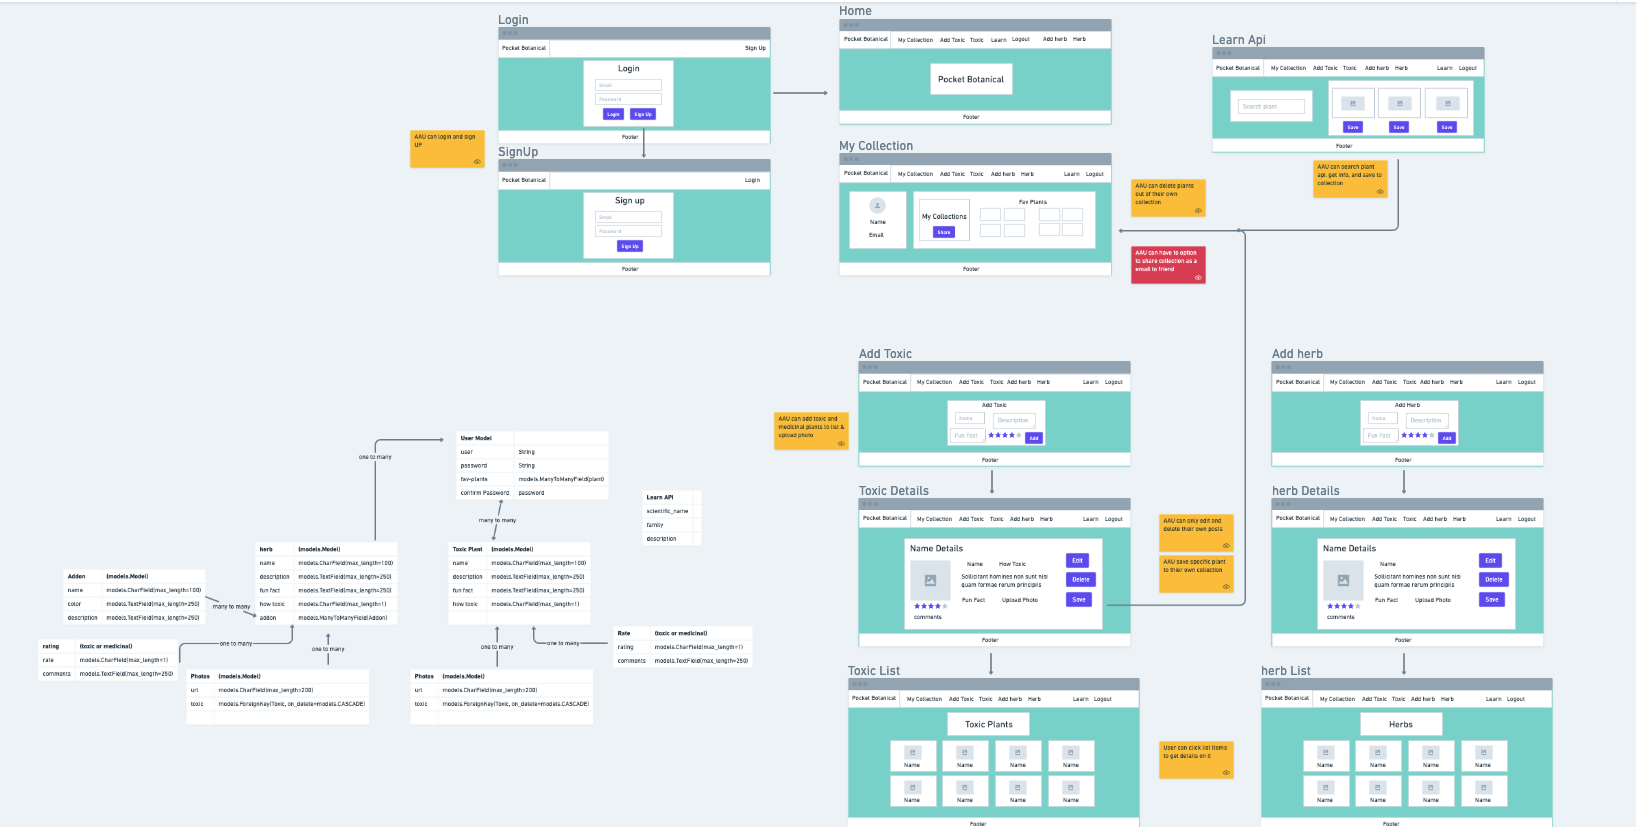 Login
Pocket Botanical
Sign Up
Login
Email
Password
Login
Sign Up
Footer
AAU can login and sign
UP
SignUp
Pocket Botanical
Login
Sign up
Email
Password
Sign Up
Footer
Home
Pocket Botanical My Collection Add Toxic Toxic Learn Logout Add herb Herb
Pocket Botanical
Footer
Learn Api
Pocket Botanical My Collection Add Toxic Toxic Add herb Herb Learn Logout
Search plant
Save Save Save
Footer
AAU can search plant
api, get info, and save to
collection
My Collection
Pocket Botanical My Collection Add Toxic Toxic Add herb Herb Learn Logout
Name
Email
My Collections
Share
Fav Plants
Footer
AAU can delete plants
out of their own
collection
AAU can have to option
to share collection as a
email to friend
Add Toxic
Pocket Botanical My Collection Add Toxic Toxic Add herb Herb Learn Logout
Add Toxic
Name Description
Fun Fact Add
Footer
AAU can add toxic and
medicinal plants to list &
upload photo
Add herb
Pocket Botanical My Collection Add Toxic Toxic Add herb Herb Learn Logout
Add Herb
Name Description
Fun Fact Add
Footer
Toxic Details
Pocket Botanical My Collection Add Toxic Toxic Add herb Herb Learn Logout
Name Details
Name How Toxic
Sollicitant homines non sunt nisi
quam formae rerum principiis
Fun Fact Upload Photo
comments
Edit
Delete
Save
Footer
AAU can only edit and
delete their own posts
AAU save specific plant
to thier own collection
herb Details
Pocket Botanical My Collection Add Toxic Toxic Add herb Herb Learn Logout
Name Details
Name
Sollicitant homines non sunt nisi
quam formae rerum principiis
Fun Fact Upload Photo
comments
Edit
Delete
Save
Footer
Toxic List
Pocket Botanical My Collection Add Toxic Toxic Add herb Herb Learn Logout
Toxic Plants
Name Name Name Name
Name Name Name Name
Footer
User can click list items
to get details on it
herb List
Pocket Botanical My Collection Add Toxic Toxic Add herb Herb Learn Logout
Herbs
Name Name Name Name
Name Name Name Name
Footer
one to many
User Model
user String
password String
fav-plants models.ManyToManyField(plant)
confirm Password password
many to many
Learn API
scientific_name
family
description
herb (models.Model)
name models.CharField(max_length=100)
description models.TextField(max_length=250)
fun fact models.TextField(max_length=250)
how toxic models.CharField(max_length=1)
addon models.ManyToManyField(Addon)
Toxic Plant (models.Model)
name models.CharField(max_length=100)
description models.TextField(max_length=250)
fun fact models.TextField(max_length=250)
how toxic models.CharField(max_length=1)
Addon (models.Model)
name models.CharField(max_length=100)
color models.TextField(max_length=250)
description models.TextField(max_length=250)
many to many
rating (toxic or medicinal)
rate models.CharField(max_length=1)
comments models.TextField(max_length=250)
one to many
one to many
Photos (models.Model)
url models.CharField(max_length=200)
toxic models.ForeignKey(Toxic, on_delete=models.CASCADE)
one to many
one to many
Photos (models.Model)
url models.CharField(max_length=200)
toxic models.ForeignKey(Toxic, on_delete=models.CASCADE)
Rate (toxic or medicinal)
rating models.CharField(max_length=1)
comments models.TextField(max_length=250)